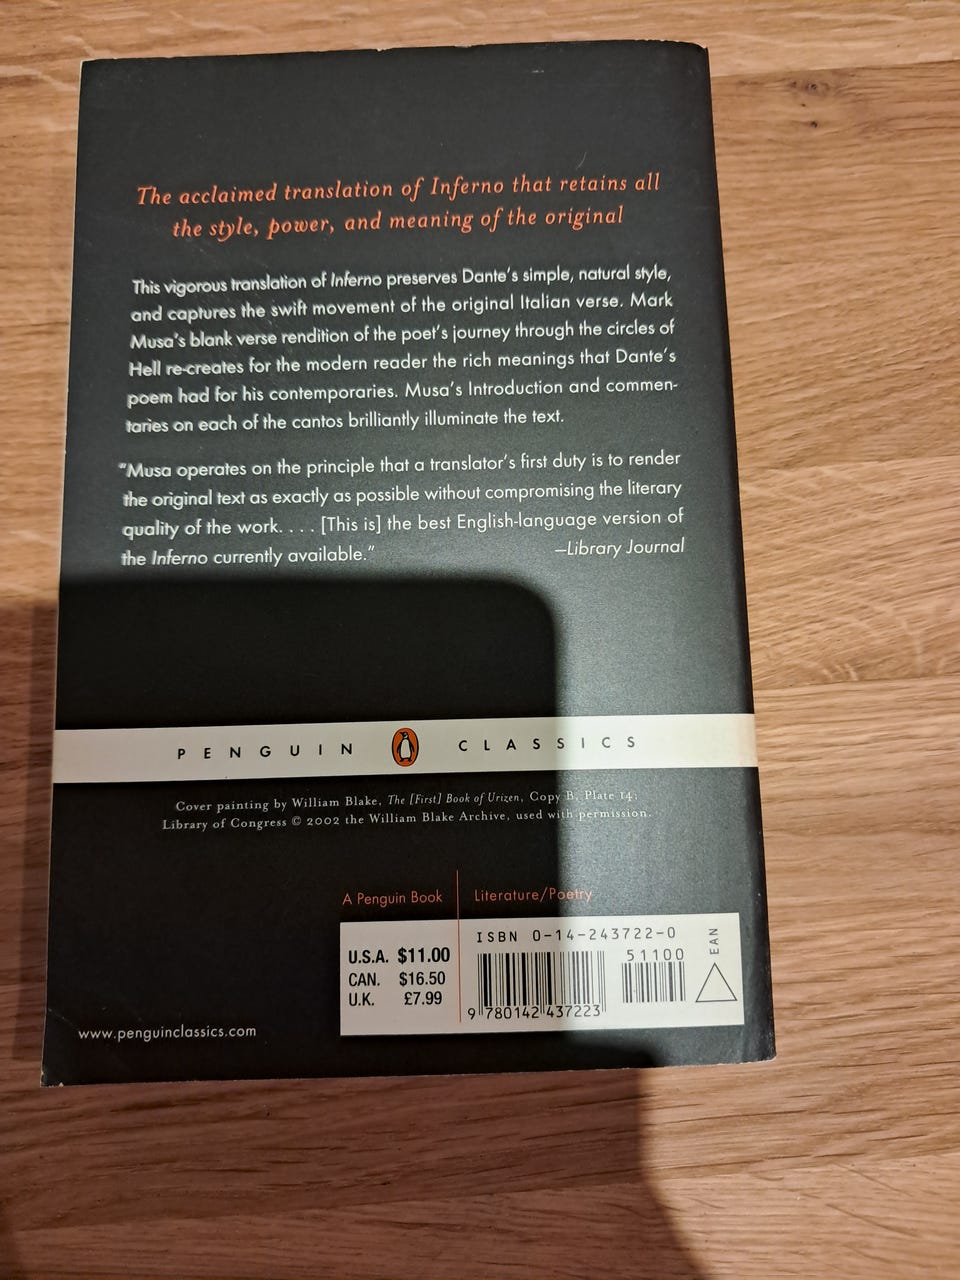 The acclaimed translation of Inferno that retains all
the style, power, and meaning of the original
This vigorous translation of Inferno preserves Dante's simple, natural style,
and captures the swift movement of the original Italian verse. Mark
Musa's blank verse rendition of the poet's journey through the circles of
Hell re-creates for the modern reader the rich meanings that Dante's
poem had for his contemporaries. Musa's Introduction and commen-
taries on each of the cantos brilliantly illuminate the text.
"Musa operates on the principle that a translator's first duty is to render
the original text as exactly as possible without compromising the literary
quality of the work. . . . [This is] the best English-language version of
the Inferno currently available." –Library Journal
PENGUIN CLASSICS
Cover painting by William Blake, The [First] Book of Urizen, Copy B, Plate 14;
Library of Congress © 2002 the William Blake Archive, used with permission.
A Penguin Book Literature/Poetry
ISBN 0-14-243722-0
EAN
51100
U.S.A. $11.00
CAN. $16.50
U.K. £7.99
9 780142 437223
www.penguinclassics.com